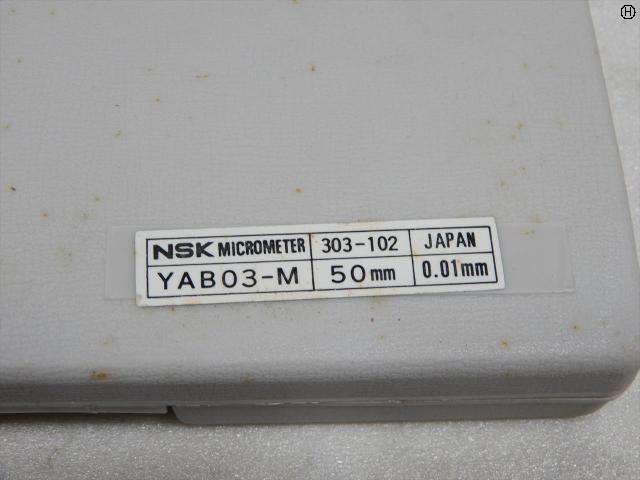 H
NSK MICROMETER 303-102 JAPAN
YAB03-M 50mm 0.01mm